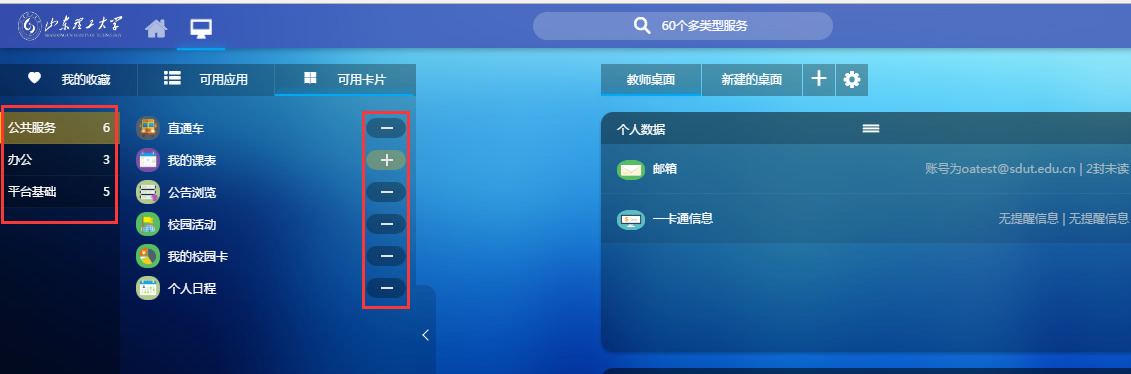 山东理工大学
SHANDONG UNIVERSITY OF TECHNOLOGY
60个多类型服务
我的收藏
可用应用
可用卡片
教师桌面
新建的桌面
公共服务 6
办公 3
平台基础 5
直通车
我的课表
公告浏览
校园活动
我的校园卡
个人日程
个人数据
邮箱 账号为oatest@sdut.edu.cn | 2封未读
一卡通信息 无提醒信息 | 无提醒信息